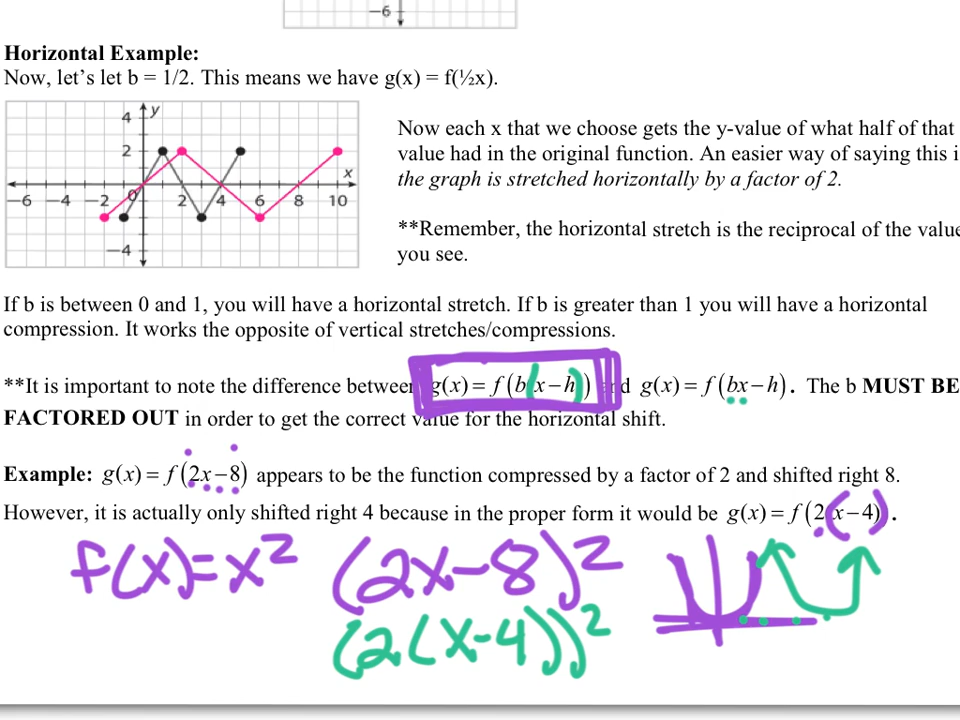 −6
Horizontal Example:
Now, let's let b = 1/2. This means we have g(x) = f(½x).
4 y
2
x
−6 −4 −2 0 2 4 6 8 10
−4
Now each x that we choose gets the y-value of what half of that
value had in the original function. An easier way of saying this i
the graph is stretched horizontally by a factor of 2.
**Remember, the horizontal stretch is the reciprocal of the value
you see.
If b is between 0 and 1, you will have a horizontal stretch. If b is greater than 1 you will have a horizontal
compression. It works the opposite of vertical stretches/compressions.
**It is important to note the difference between g(x) = f(b(x−h)) and g(x) = f(bx−h). The b MUST BE
FACTORED OUT in order to get the correct value for the horizontal shift.
Example: g(x) = f(2x−8) appears to be the function compressed by a factor of 2 and shifted right 8.
However, it is actually only shifted right 4 because in the proper form it would be g(x) = f(2(x−4)).
f(x)=x² (2x−8)²
(2(x-4))²